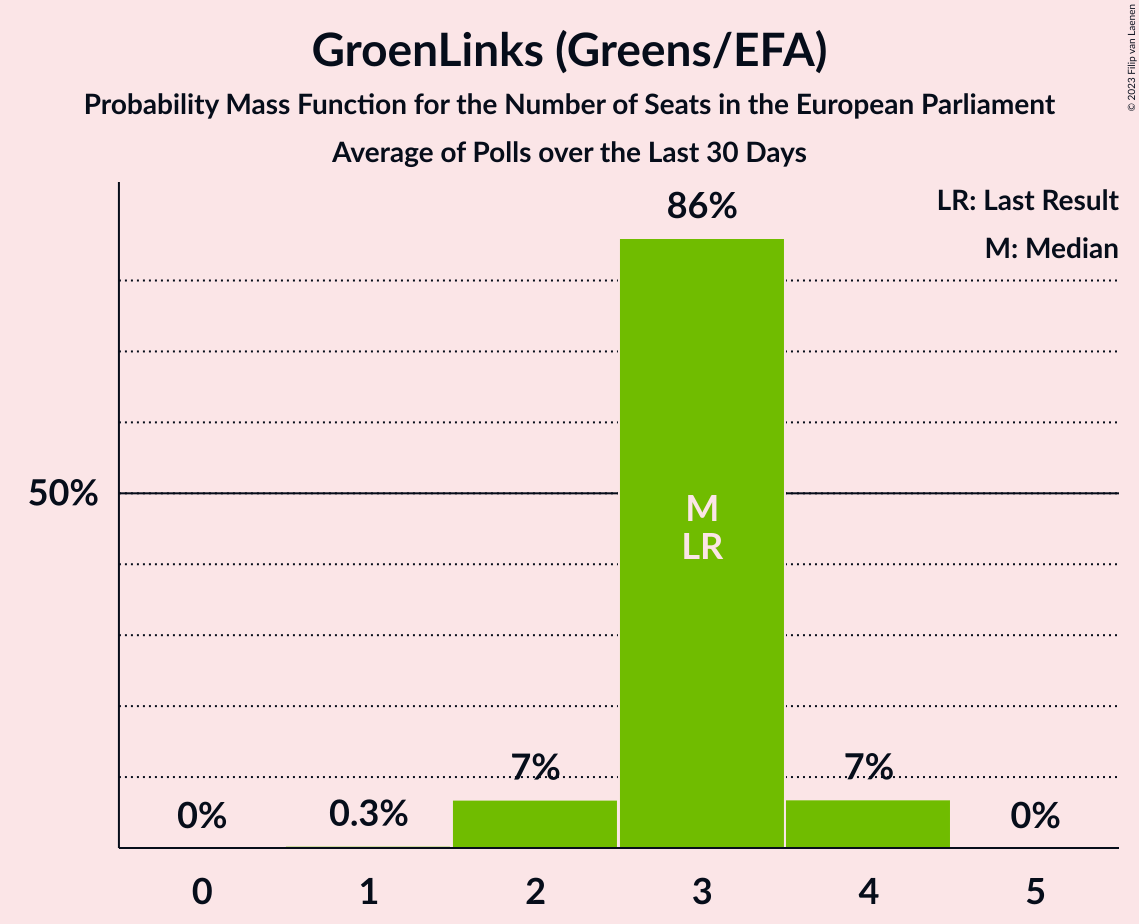 GroenLinks (Greens/EFA)
Probability Mass Function for the Number of Seats in the European Parliament
Average of Polls over the Last 30 Days
© 2023 Filip van Laenen
LR: Last Result
M: Median
86%
50%
M
LR
0%
0.3%
7%
7%
0%
0
1
2
3
4
5